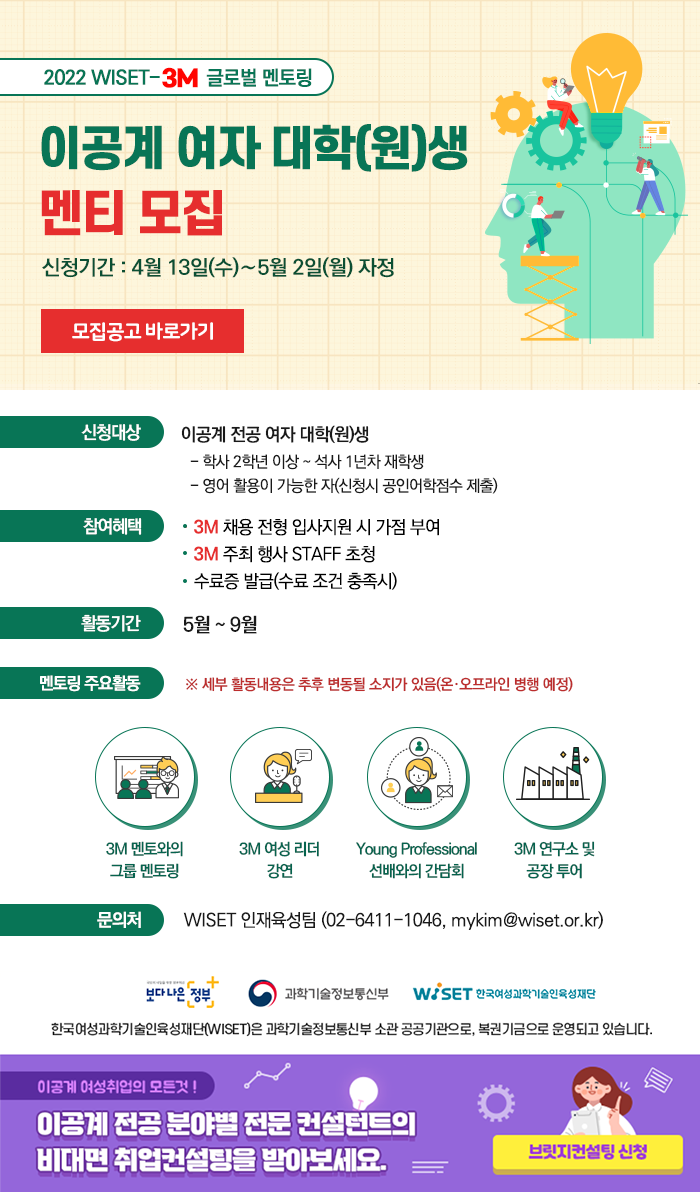 2022 WISET-3M 글로벌 멘토링
이공계 여자 대학(원)생
멘티 모집
신청기간 : 4월 13일(수)~5월 2일(월) 자정
모집공고 바로가기
신청대상
이공계 전공 여자 대학(원)생
- 학사 2학년 이상 ~ 석사 1년차 재학생
- 영어 활용이 가능한 자(신청시 공인어학점수 제출)
참여혜택
• 3M 채용 전형 입사지원 시 가점 부여
• 3M 주최 행사 STAFF 초청
• 수료증 발급(수료 조건 충족시)
활동기간
5월 ~ 9월
멘토링 주요활동
※ 세부 활동내용은 추후 변동될 소지가 있음(온·오프라인 병행 예정)
3M 멘토와의
그룹 멘토링
3M 여성 리더
강연
Young Professional
선배와의 간담회
3M 연구소 및
공장 투어
문의처
WISET 인재육성팀 (02-6411-1046, mykim@wiset.or.kr)
보다 나은 정부
과학기술정보통신부
WISET 한국여성과학기술인육성재단
한국여성과학기술인육성재단(WISET)은 과학기술정보통신부 소관 공공기관으로, 복권기금으로 운영되고 있습니다.
이공계 여성취업의 모든것 !
이공계 전공 분야별 전문 컨설턴트의
비대면 취업컨설팅을 받아보세요.
브릿지컨설팅 신청